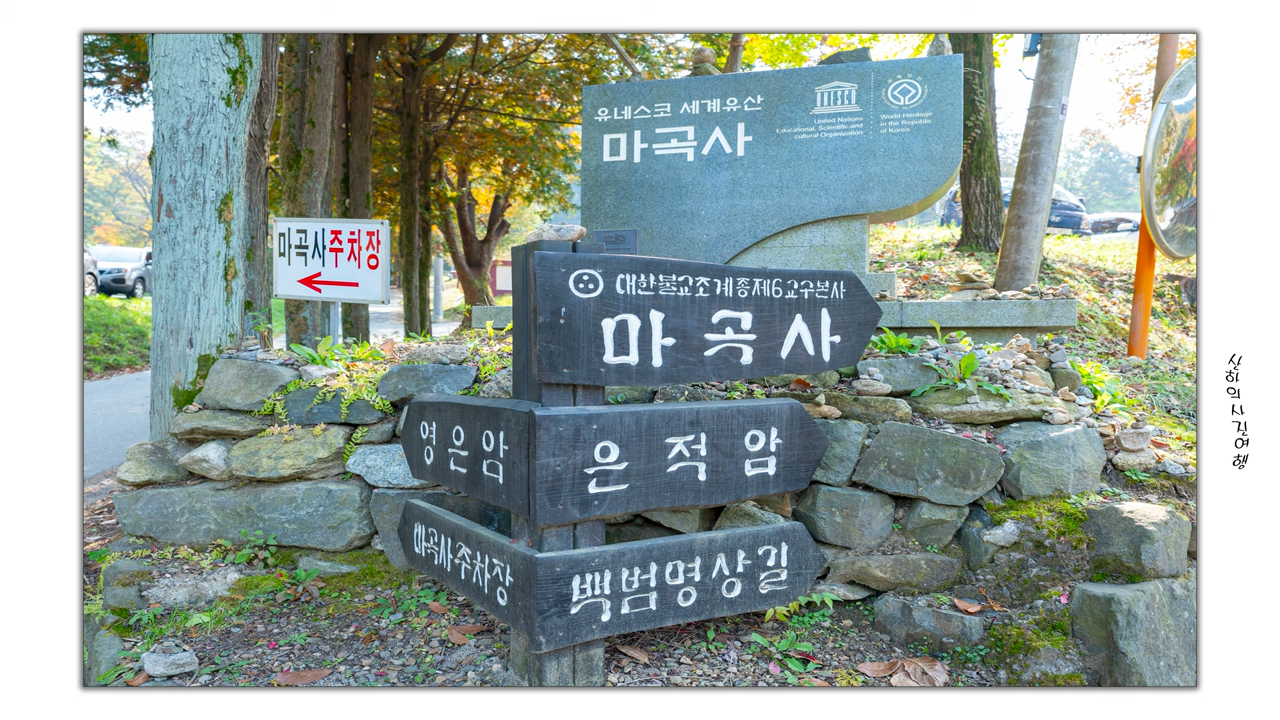 유네스코 세계유산
마곡사
UNESCO
United Nations
Educational, Scientific and
cultural Organization
World Heritage
in the Republic
of Korea
마곡사주차장
대한불교조계종제6교구본사
마곡사
영은암
은적암
마곡사주차장
백범명상길
산하의 사진여행